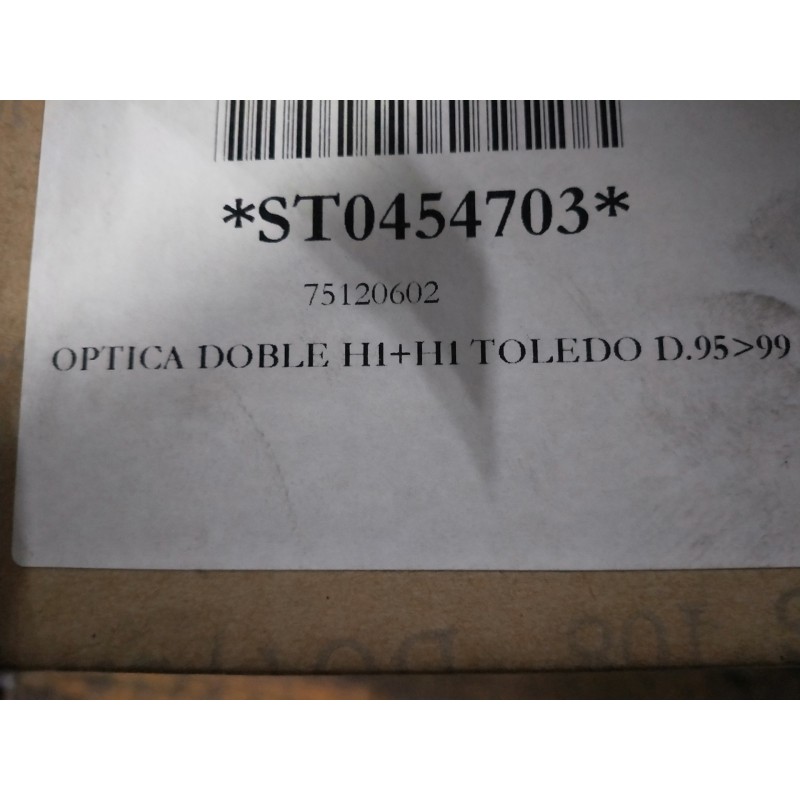 *ST0454703*
75120602
OPTICA DOBLE H1+H1 TOLEDO D.95>99